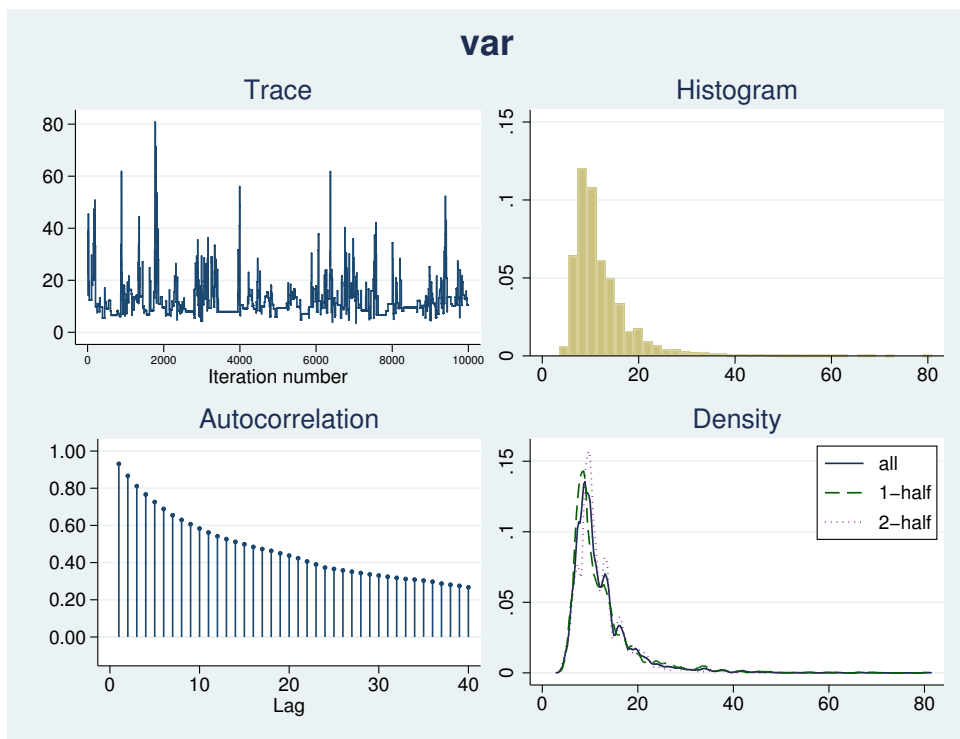 var
Trace
80
60
40
20
0
0 2000 4000 6000 8000 10000
Iteration number
Histogram
.15
.1
.05
0
0 20 40 60 80
Autocorrelation
1.00
0.80
0.60
0.40
0.20
0.00
0 10 20 30 40
Lag
Density
.15
.1
.05
0
0 20 40 60 80
all
1-half
2-half